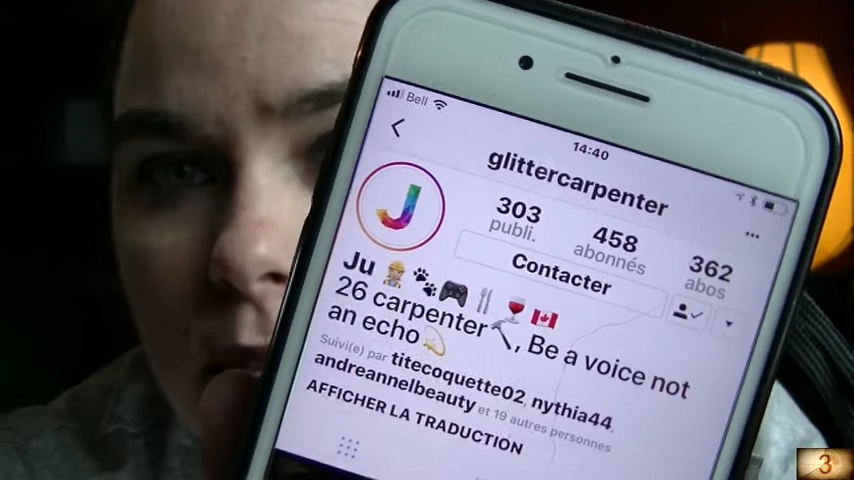 Bell
14:40
glittercarpenter
J
303
publi.
458
abonnés
362
abos
Contacter
Ju
26 carpenter, Be a voice not
an echo
Suivi(e) par titecoquette02, nythia44,
andreannelbeauty et 19 autres personnes
AFFICHER LA TRADUCTION
3